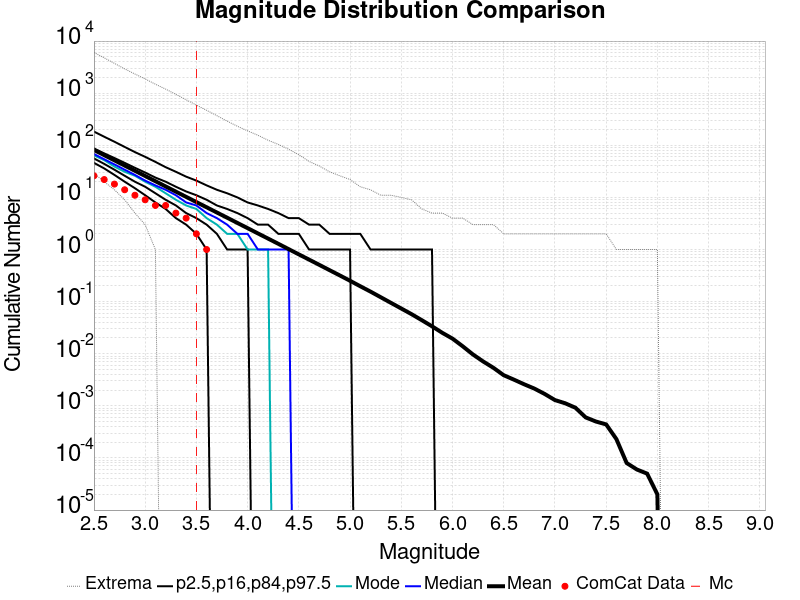 Magnitude Distribution Comparison
10^4
10^3
10^2
10^1
10^0
10^-1
10^-2
10^-3
10^-4
10^-5
Cumulative Number
2.5 3.0 3.5 4.0 4.5 5.0 5.5 6.0 6.5 7.0 7.5 8.0 8.5 9.0
Magnitude
Extrema p2.5,p16,p84,p97.5 Mode Median Mean ComCat Data Mc